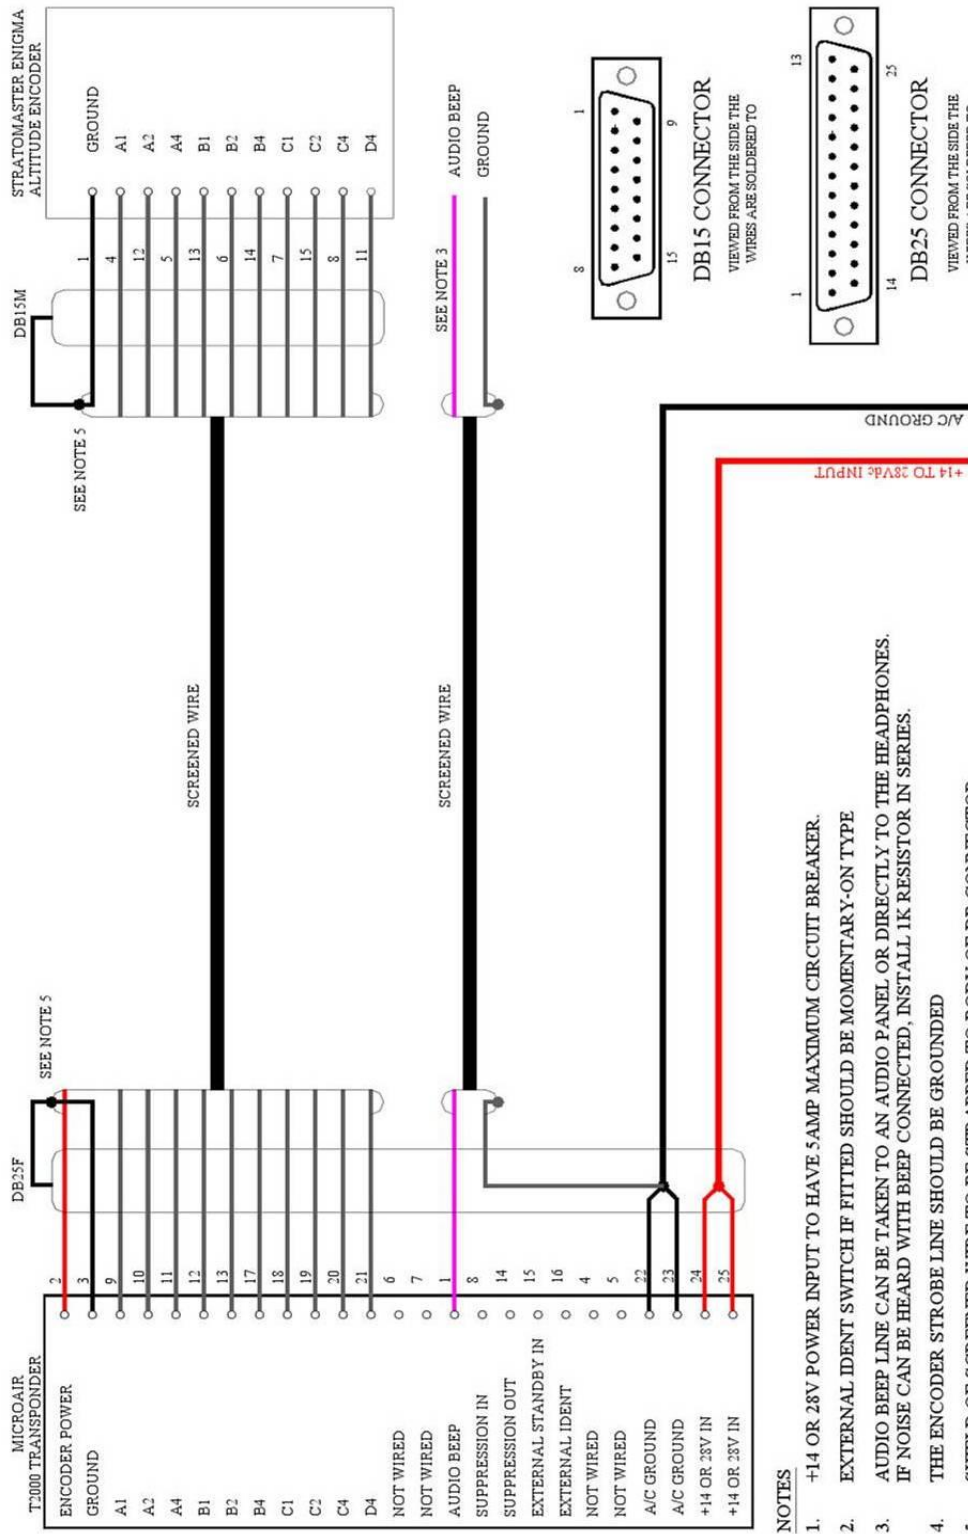 MICROAIR
T2000 TRANSPONDER
DB25F
SEE NOTE 5
ENCODER POWER 2
GROUND 3
A1 9
A2 10
A4 11
B1 12
B2 13
B4 17
C1 18
C2 19
C4 20
D4 21
NOT WIRED 6
NOT WIRED 7
AUDIO BEEP 1
SUPPRESSION IN 8
SUPPRESSION OUT 14
EXTERNAL STANDBY IN 15
EXTERNAL IDENT 16
NOT WIRED 4
NOT WIRED 5
A/C GROUND 22
A/C GROUND 23
+14 OR 28V IN 24
+14 OR 28V IN 25
SCREENED WIRE
SCREENED WIRE
STRATOMASTER ENIGMA
ALTITUDE ENCODER
DB15M
SEE NOTE 5
1 GROUND
4 A1
12 A2
5 A4
13 B1
6 B2
14 B4
7 C1
15 C2
8 C4
11 D4
SEE NOTE 3
AUDIO BEEP
GROUND
A/C GROUND
+14 TO 28Vdc INPUT
8 1
15 9
DB15 CONNECTOR
VIEWED FROM THE SIDE THE
WIRES ARE SOLDERED TO
1 13
14 25
DB25 CONNECTOR
VIEWED FROM THE SIDE THE
NOTES
1. +14 OR 28V POWER INPUT TO HAVE 5AMP MAXIMUM CIRCUIT BREAKER.
2. EXTERNAL IDENT SWITCH IF FITTED SHOULD BE MOMENTARY-ON TYPE
3. AUDIO BEEP LINE CAN BE TAKEN TO AN AUDIO PANEL OR DIRECTLY TO THE HEADPHONES.
IF NOISE CAN BE HEARD WITH BEEP CONNECTED, INSTALL 1K RESISTOR IN SERIES.
4. THE ENCODER STROBE LINE SHOULD BE GROUNDED